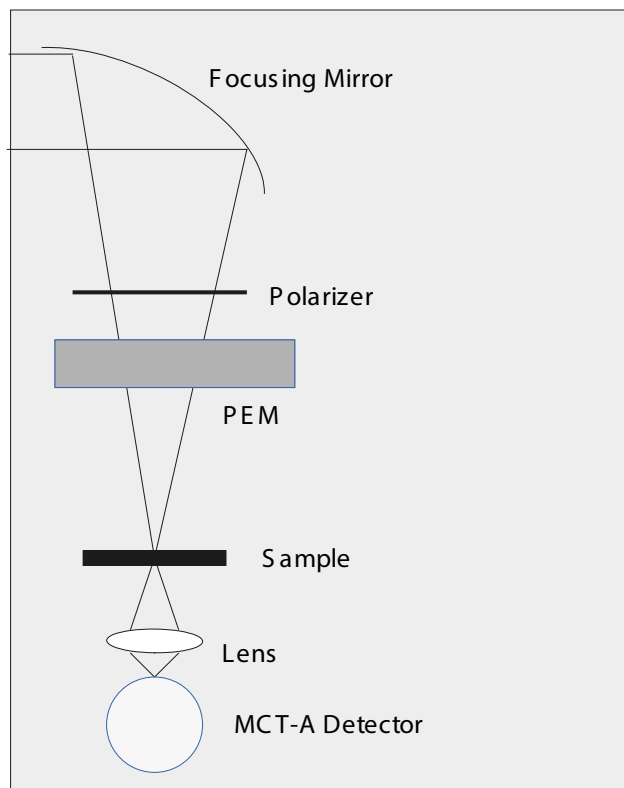 Focusing Mirror
Polarizer
PEM
Sample
Lens
MCT-A Detector